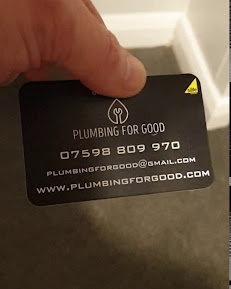 PLUMBING FOR GOOD
07598 809 970
PLUMBINGFORGOOD@GMAIL.COM
WWW.PLUMBINGFORGOOD.COM